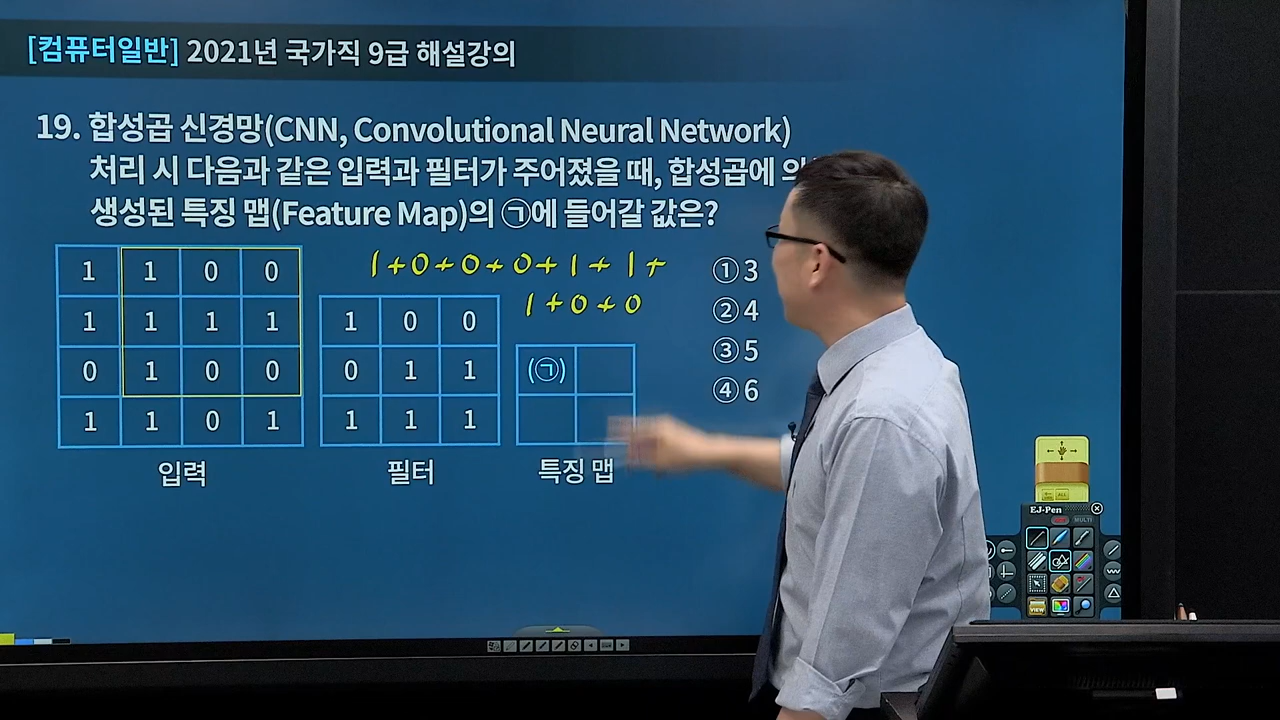 [컴퓨터일반] 2021년 국가직 9급 해설강의
19. 합성곱 신경망(CNN, Convolutional Neural Network)
처리 시 다음과 같은 입력과 필터가 주어졌을 때, 합성곱에
생성된 특징 맵(Feature Map)의 ㉠에 들어갈 값은?
1 1 0 0
1 1 1 1
0 1 0 0
1 1 0 1
입력
1 0 0
0 1 1
1 1 1
필터
1+0+0+0+1+1+
1+0+0
(㉠)
특징 맵
① 3
② 4
③ 5
④ 6
EJ-Pen
MULTI
VIEW